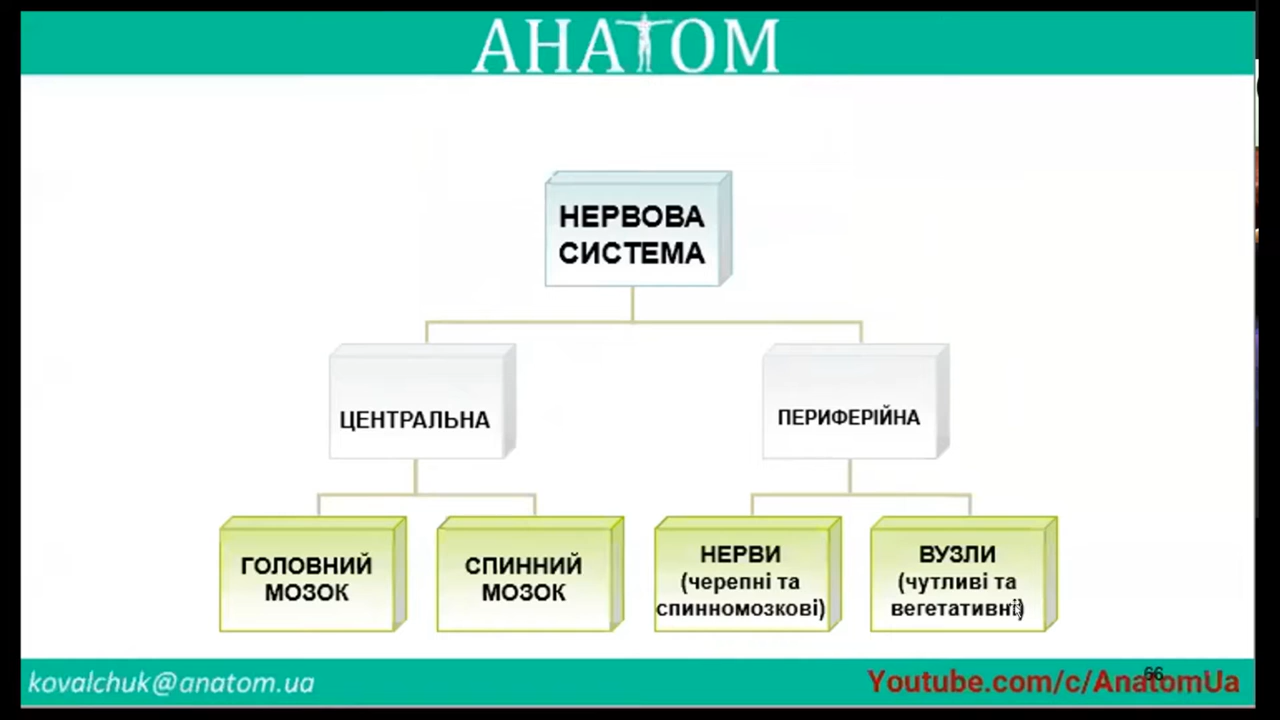 АНАТОМ
НЕРВОВА
СИСТЕМА
ЦЕНТРАЛЬНА
ПЕРИФЕРІЙНА
ГОЛОВНИЙ
МОЗОК
СПИННИЙ
МОЗОК
НЕРВИ
(черепні та
спинномозкові)
ВУЗЛИ
(чутливі та
вегетативні)
kovalchuk@anatom.ua
66
Youtube.com/c/AnatomUa